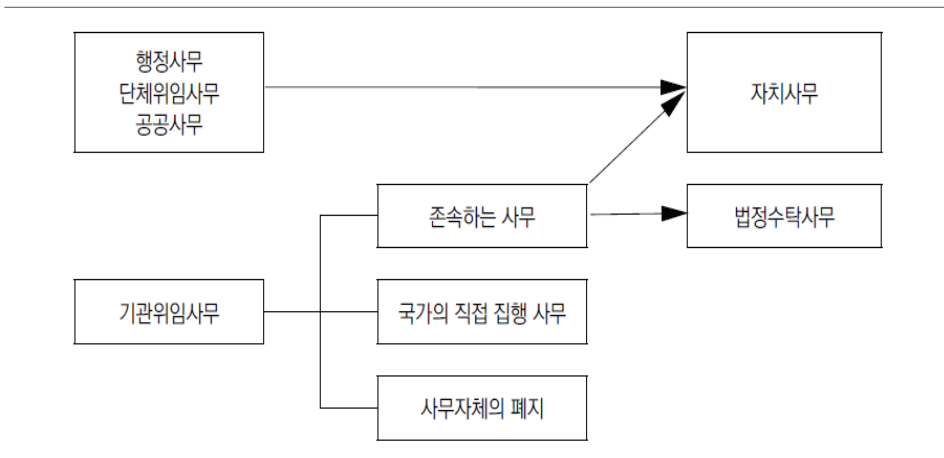 행정사무
단체위임사무
공공사무
자치사무
존속하는 사무
법정수탁사무
기관위임사무
국가의 직접 집행 사무
사무자체의 폐지